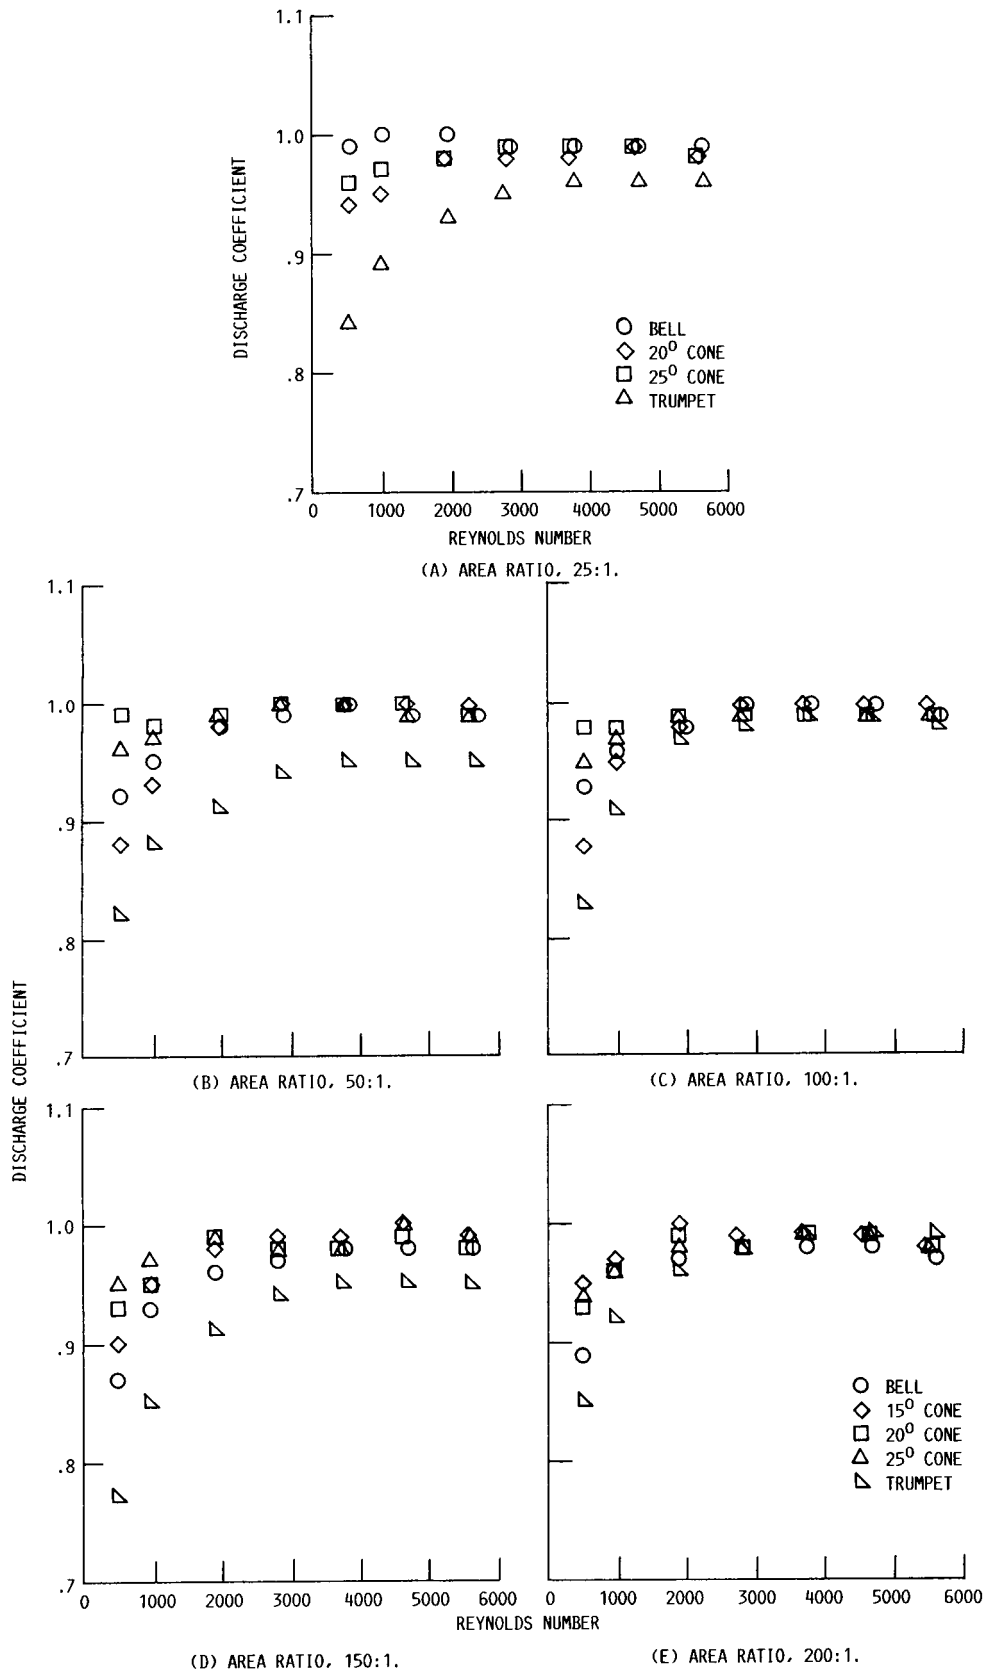 1.1
1.0
.9
.8
.7
DISCHARGE COEFFICIENT
BELL
20⁰ CONE
25⁰ CONE
TRUMPET
0 1000 2000 3000 4000 5000 6000
REYNOLDS NUMBER
(A) AREA RATIO, 25:1.
1.1
1.0
.9
.8
.7
(B) AREA RATIO, 50:1.
(C) AREA RATIO, 100:1.
DISCHARGE COEFFICIENT
1.1
1.0
.9
.8
.7
BELL
15⁰ CONE
20⁰ CONE
25⁰ CONE
TRUMPET
0 1000 2000 3000 4000 5000 6000
0 1000 2000 3000 4000 5000 6000
REYNOLDS NUMBER
(D) AREA RATIO, 150:1.
(E) AREA RATIO, 200:1.